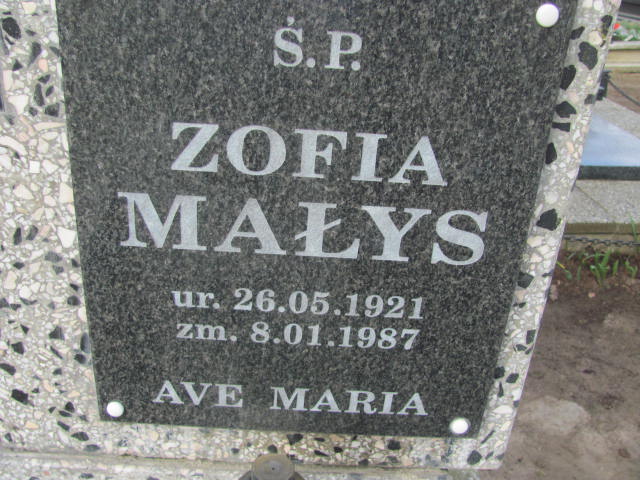 Ś.P.
ZOFIA
MAŁYS
ur. 26.05.1921
zm. 8.01.1987
AVE MARIA